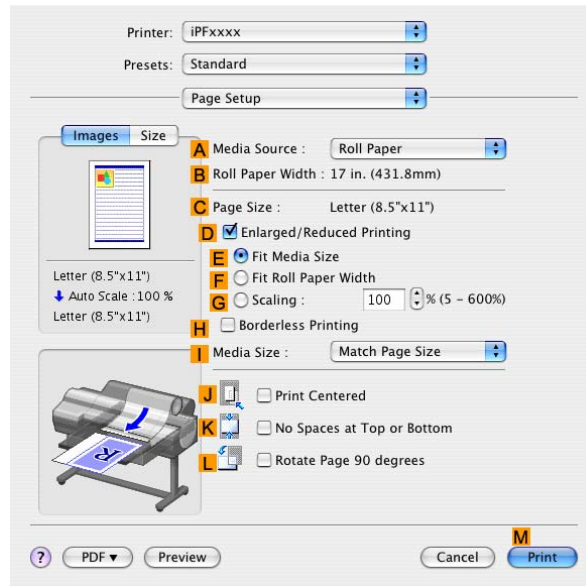 Printer: iPFxxxx
Presets: Standard
Page Setup
Images Size
A Media Source : Roll Paper
B Roll Paper Width : 17 in. (431.8mm)
C Page Size : Letter (8.5"x11")
D Enlarged/Reduced Printing
E Fit Media Size
F Fit Roll Paper Width
G Scaling : 100 % (5 - 600%)
H Borderless Printing
I Media Size : Match Page Size
Letter (8.5"x11")
Auto Scale :100 %
Letter (8.5"x11")
J Print Centered
K No Spaces at Top or Bottom
L Rotate Page 90 degrees
R
M
? PDF Preview Cancel Print